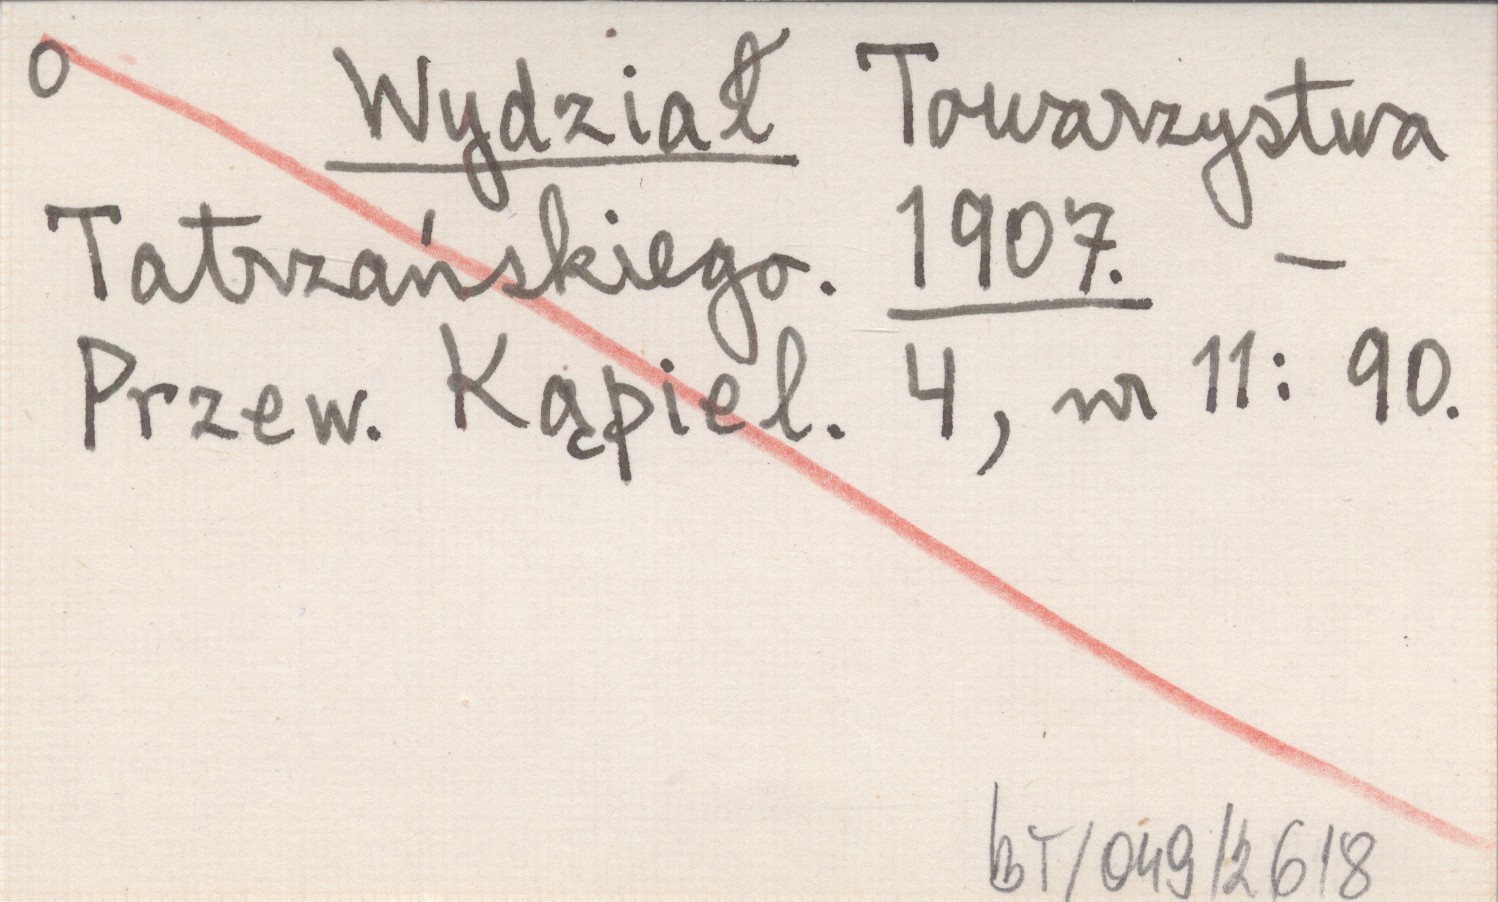 O Wydział Towarzystwa
Tatrzańskiego. 1907. –
Przew. Kąpiel. 4, nr 11: 90.
BT/049/2618